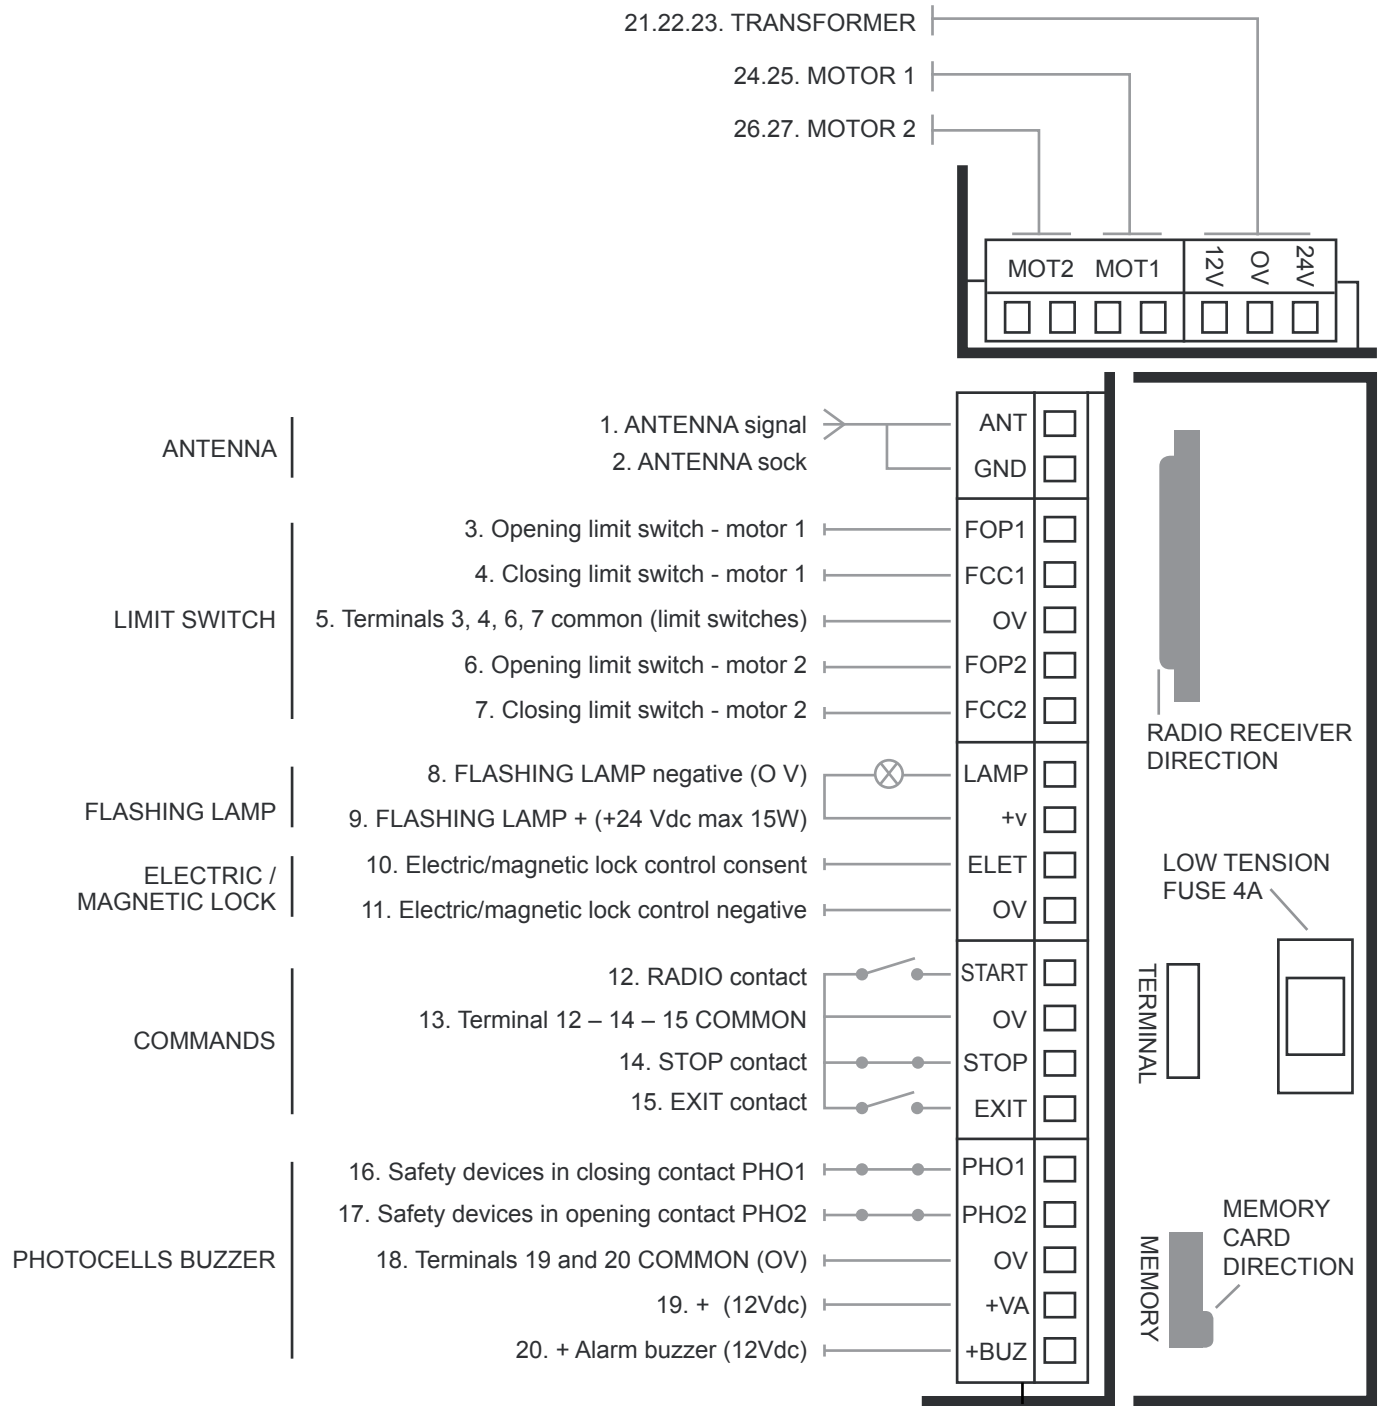 21.22.23. TRANSFORMER
24.25. MOTOR 1
26.27. MOTOR 2
MOT2 MOT1 12V OV 24V
ANTENNA
1. ANTENNA signal
2. ANTENNA sock
ANT
GND
LIMIT SWITCH
3. Opening limit switch - motor 1
4. Closing limit switch - motor 1
5. Terminals 3, 4, 6, 7 common (limit switches)
6. Opening limit switch - motor 2
7. Closing limit switch - motor 2
FOP1
FCC1
OV
FOP2
FCC2
FLASHING LAMP
8. FLASHING LAMP negative (O V)
9. FLASHING LAMP + (+24 Vdc max 15W)
LAMP
+v
ELECTRIC /
MAGNETIC LOCK
10. Electric/magnetic lock control consent
11. Electric/magnetic lock control negative
ELET
OV
COMMANDS
12. RADIO contact
13. Terminal 12 – 14 – 15 COMMON
14. STOP contact
15. EXIT contact
START
OV
STOP
EXIT
PHOTOCELLS BUZZER
16. Safety devices in closing contact PHO1
17. Safety devices in opening contact PHO2
18. Terminals 19 and 20 COMMON (OV)
19. + (12Vdc)
20. + Alarm buzzer (12Vdc)
PHO1
PHO2
OV
+VA
+BUZ
RADIO RECEIVER
DIRECTION
LOW TENSION
FUSE 4A
TERMINAL
MEMORY
MEMORY
CARD
DIRECTION